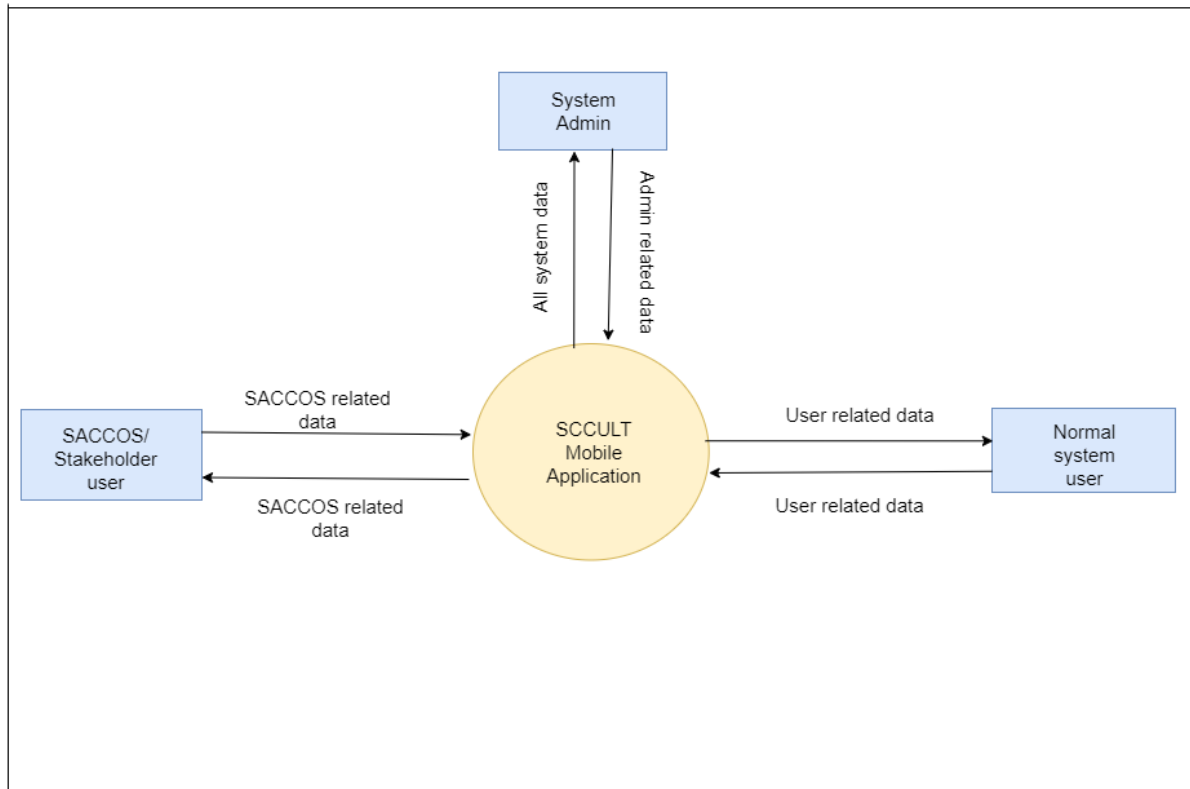 System
Admin
All system data
Admin related data
SACCOS related
data
SACCOS/
Stakeholder
user
SACCOS related
data
SCCULT
Mobile
Application
User related data
User related data
Normal
system
user